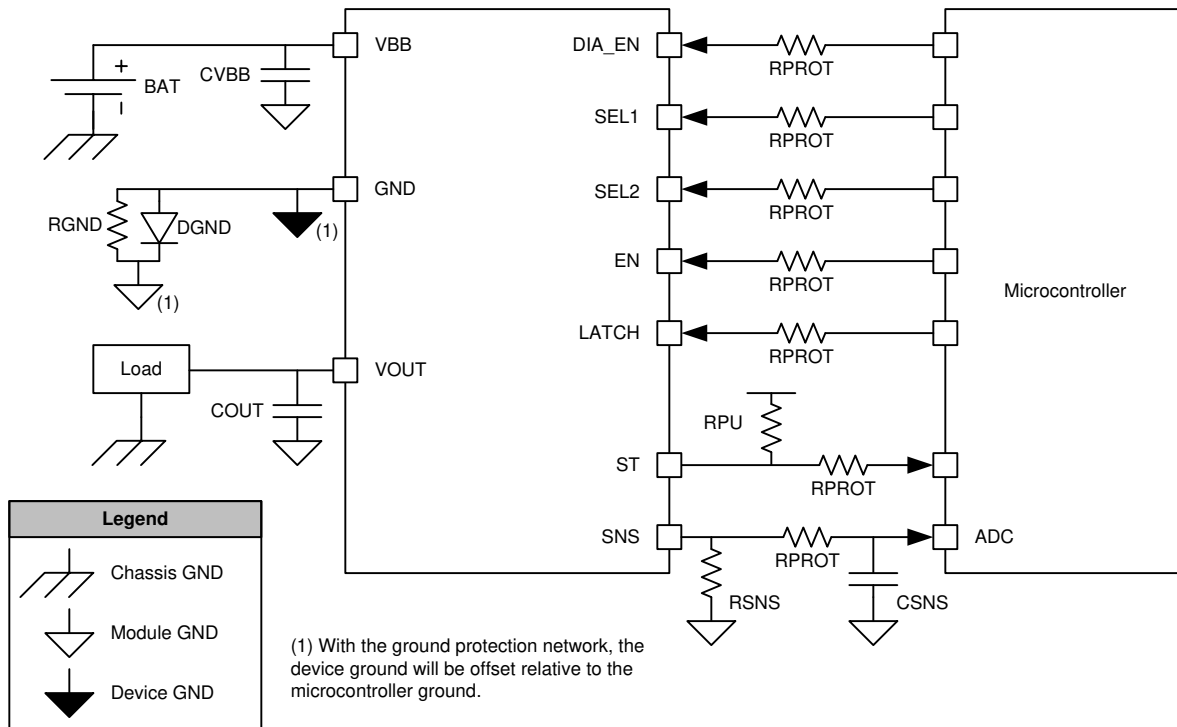 VBB
DIA_EN
RPROT
CVBB
+
BAT
SEL1
RPROT
GND
SEL2
RPROT
RGND
DGND
(1)
EN
RPROT
(1)
Microcontroller
LATCH
RPROT
Load
VOUT
COUT
RPU
ST
RPROT
Legend
SNS
RPROT
ADC
Chassis GND
RSNS
CSNS
Module GND
(1) With the ground protection network, the
device ground will be offset relative to the
microcontroller ground.
Device GND